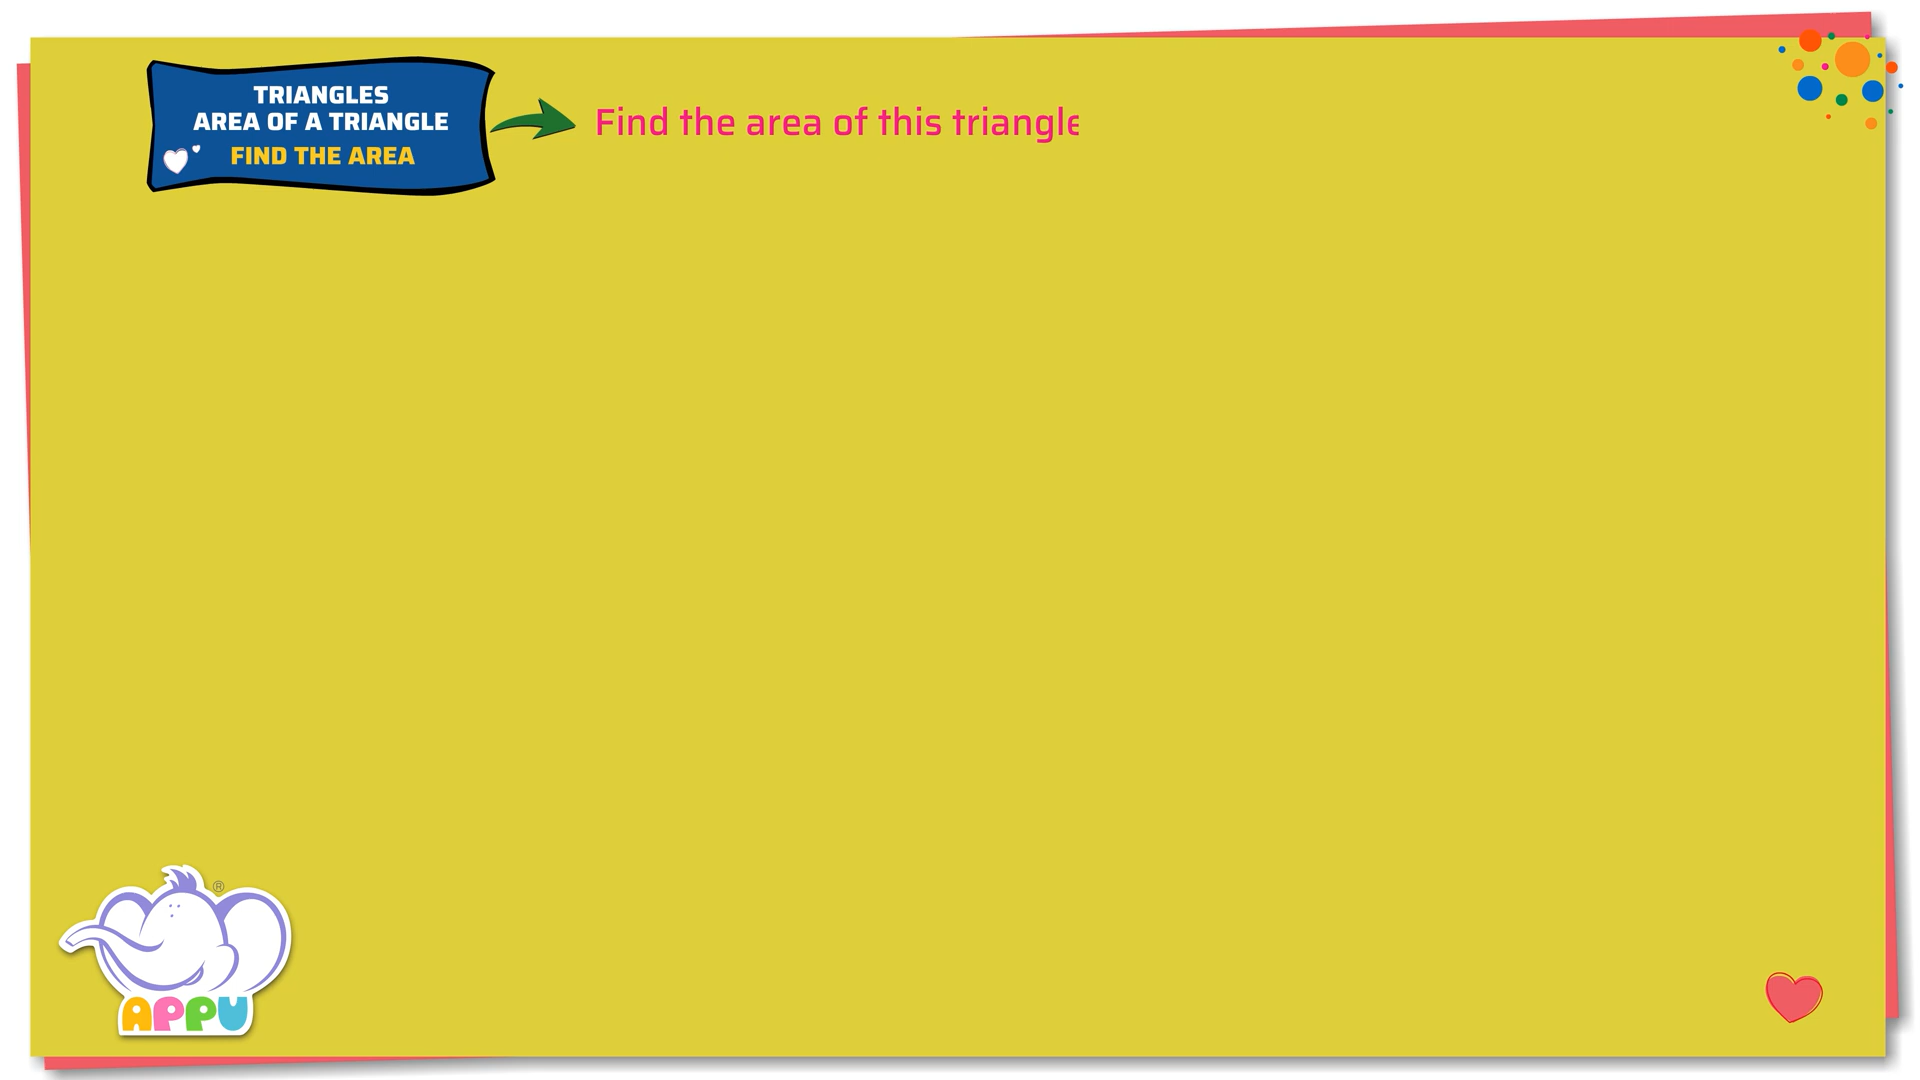 TRIANGLES
AREA OF A TRIANGLE
FIND THE AREA
Find the area of this triangle
®
APPU